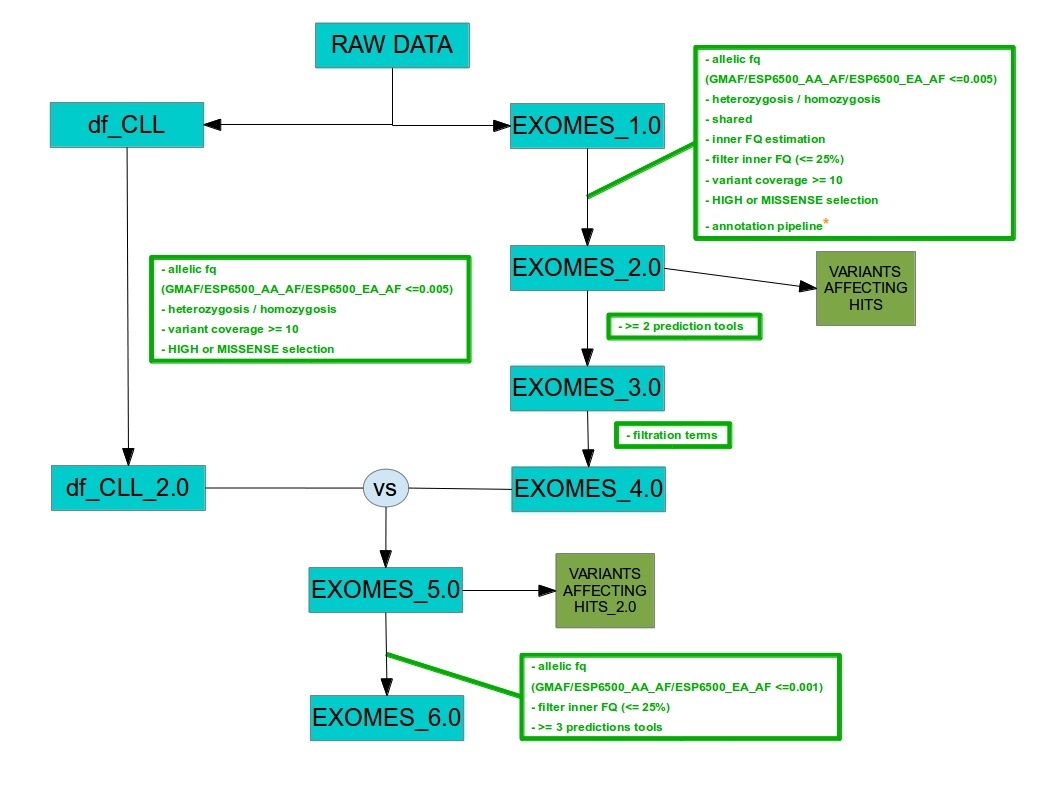 RAW DATA
df_CLL
EXOMES_1.0
- allelic fq
(GMAF/ESP6500_AA_AF/ESP6500_EA_AF <=0.005)
- heterozygosis / homozygosis
- shared
- inner FQ estimation
- filter inner FQ (<= 25%)
- variant coverage >= 10
- HIGH or MISSENSE selection
- annotation pipeline*
EXOMES_2.0
VARIANTS
AFFECTING
HITS
- allelic fq
(GMAF/ESP6500_AA_AF/ESP6500_EA_AF <=0.005)
- heterozygosis / homozygosis
- variant coverage >= 10
- HIGH or MISSENSE selection
- >= 2 prediction tools
EXOMES_3.0
- filtration terms
df_CLL_2.0
vs
EXOMES_4.0
EXOMES_5.0
VARIANTS
AFFECTING
HITS_2.0
- allelic fq
(GMAF/ESP6500_AA_AF/ESP6500_EA_AF <=0.001)
- filter inner FQ (<= 25%)
- >= 3 predictions tools
EXOMES_6.0